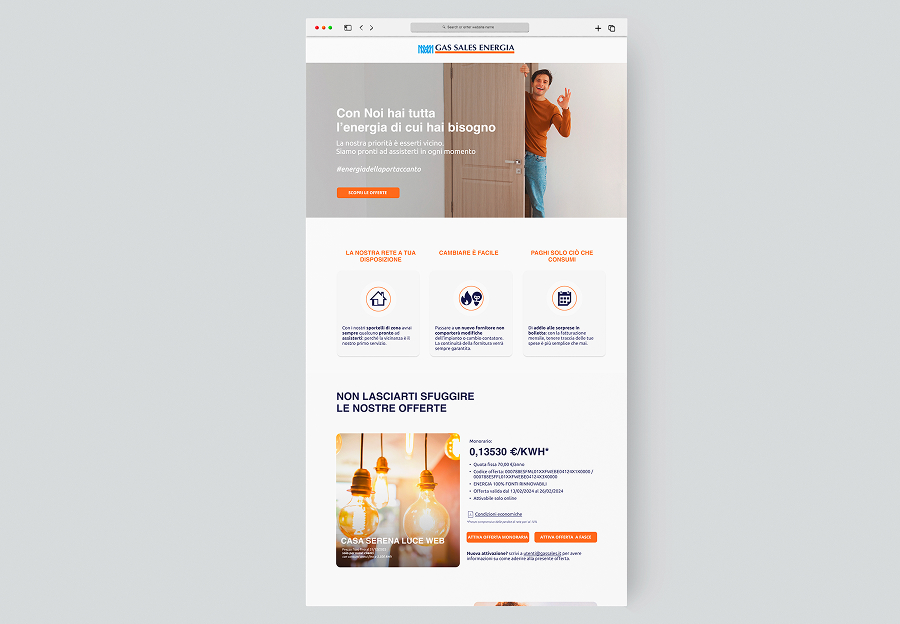 Search or enter website name
GAS SALES ENERGIA
Con Noi hai tutta
l'energia di cui hai bisogno
La nostra priorità è esserti vicino.
Siamo pronti ad assisterti in ogni momento
#energiadellaportaccanto
SCOPRI LE OFFERTE
LA NOSTRA RETE A TUA
DISPOSIZIONE
Con i nostri sportelli di zona avrai
sempre qualcuno pronto ad
assisterti: perché la vicinanza è il
nostro primo servizio.
CAMBIARE È FACILE
Passare a un nuovo fornitore non
comporterà modifiche
dell'impianto o cambio contatore.
La continuità della fornitura verrà
sempre garantita.
PAGHI SOLO CIÒ CHE
CONSUMI
Di addio alle sorprese in
bolletta: con la fatturazione
mensile, tenere traccia delle tue
spese è più semplice che mai.
NON LASCIARTI SFUGGIRE
LE NOSTRE OFFERTE
CASA SERENA LUCE WEB
Monorario:
0,13530 €/KWH*
• Quota fissa 70,00 €/anno
• Codice offerta:
• ENERGIA 100% FONTI RINNOVABILI
• Offerta valida dal 13/02/2024 al 26/02/2024
• Attivabile solo online
Condizioni economiche
ATTIVA OFFERTA MONORARIA
ATTIVA OFFERTA A FASCE
Nuova attivazione? scrivi a utenti@gassales.it per avere
informazioni su come aderire alla presente offerta.